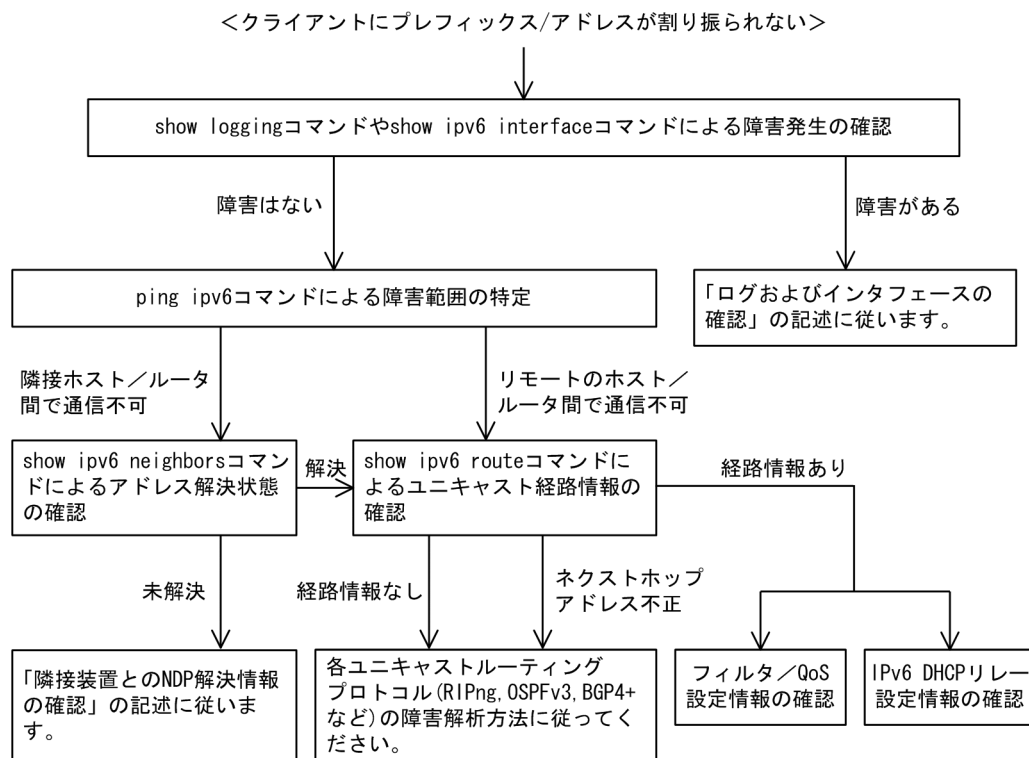 ＜クライアントにプレフィックス/アドレスが割り振られない＞
show loggingコマンドやshow ipv6 interfaceコマンドによる障害発生の確認
障害はない
障害がある
ping ipv6コマンドによる障害範囲の特定
「ログおよびインタフェースの
確認」の記述に従います。
隣接ホスト／ルータ
間で通信不可
リモートのホスト／
ルータ間で通信不可
show ipv6 neighborsコマン
ドによるアドレス解決状態
の確認
解決
show ipv6 routeコマンドに
よるユニキャスト経路情報の
確認
経路情報あり
未解決
経路情報なし
ネクストホップ
アドレス不正
「隣接装置とのNDP解決情報
の確認」の記述に従いま
す。
各ユニキャストルーティング
プロトコル(RIPng,OSPFv3,BGP4+
など)の障害解析方法に従ってく
ださい。
フィルタ／QoS
設定情報の確認
IPv6 DHCPリレー
設定情報の確認